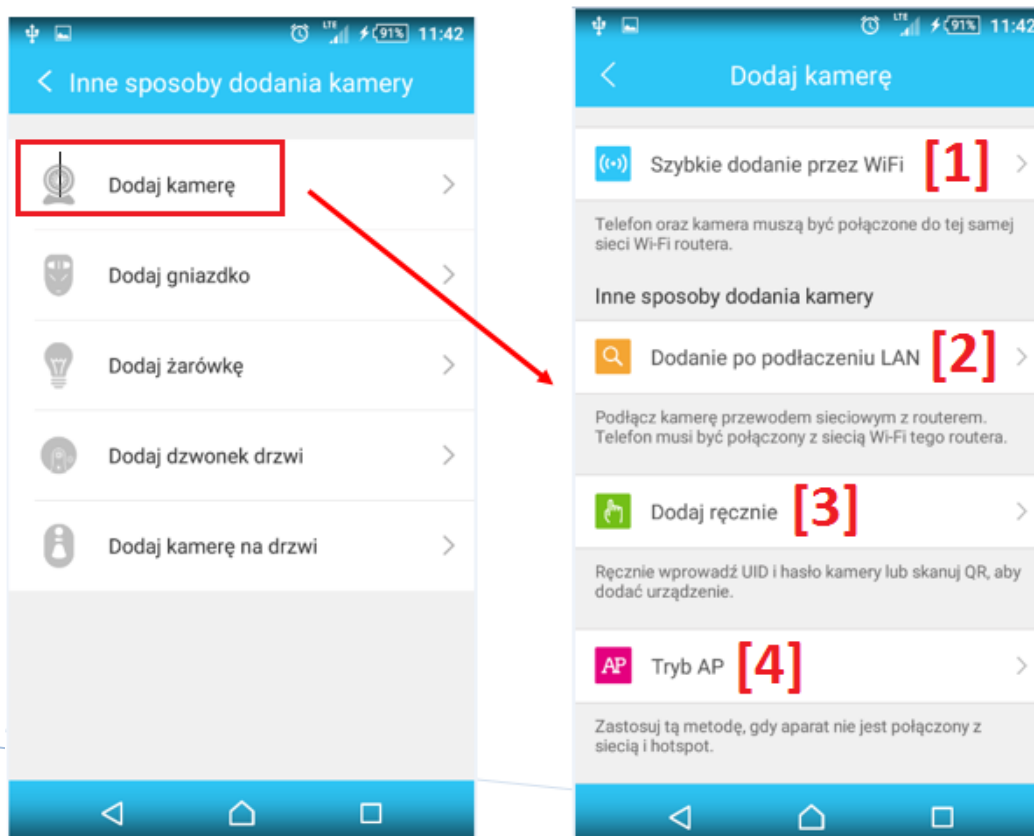 LTE 91% 11:42
Inne sposoby dodania kamery
Dodaj kamerę
Dodaj gniazdko
Dodaj żarówkę
Dodaj dzwonek drzwi
Dodaj kamerę na drzwi
LTE 91% 11:42
Dodaj kamerę
Szybkie dodanie przez WiFi [1]
Telefon oraz kamera muszą być połączone do tej samej
sieci Wi-Fi routera.
Inne sposoby dodania kamery
Dodanie po podłaczeniu LAN [2]
Podłącz kamerę przewodem sieciowym z routerem.
Telefon musi być połączony z siecią Wi-Fi tego routera.
Dodaj ręcznie [3]
Ręcznie wprowadź UID i hasło kamery lub skanuj QR, aby
dodać urządzenie.
AP Tryb AP [4]
Zastosuj tą metodę, gdy aparat nie jest połączony z
siecią i hotspot.